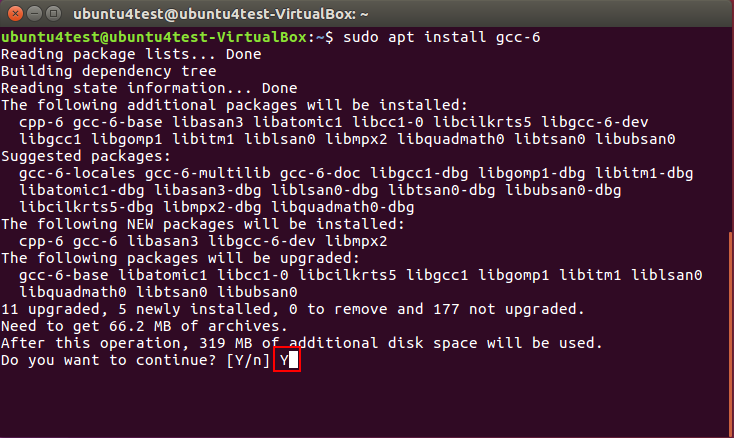 ubuntu4test@ubuntu4test-VirtualBox: ~
ubuntu4test@ubuntu4test-VirtualBox:~$ sudo apt install gcc-6
Reading package lists... Done
Building dependency tree
Reading state information... Done
The following additional packages will be installed:
  cpp-6 gcc-6-base libasan3 libatomic1 libcc1-0 libcilkrts5 libgcc-6-dev
  libgcc1 libgomp1 libitm1 liblsan0 libmpx2 libquadmath0 libtsan0 libubsan0
Suggested packages:
  gcc-6-locales gcc-6-multilib gcc-6-doc libgcc1-dbg libgomp1-dbg libitm1-dbg
  libatomic1-dbg libasan3-dbg liblsan0-dbg libtsan0-dbg libubsan0-dbg
  libcilkrts5-dbg libmpx2-dbg libquadmath0-dbg
The following NEW packages will be installed:
  cpp-6 gcc-6 libasan3 libgcc-6-dev libmpx2
The following packages will be upgraded:
  gcc-6-base libatomic1 libcc1-0 libcilkrts5 libgcc1 libgomp1 libitm1 liblsan0
  libquadmath0 libtsan0 libubsan0
11 upgraded, 5 newly installed, 0 to remove and 177 not upgraded.
Need to get 66.2 MB of archives.
After this operation, 319 MB of additional disk space will be used.
Do you want to continue? [Y/n] Y